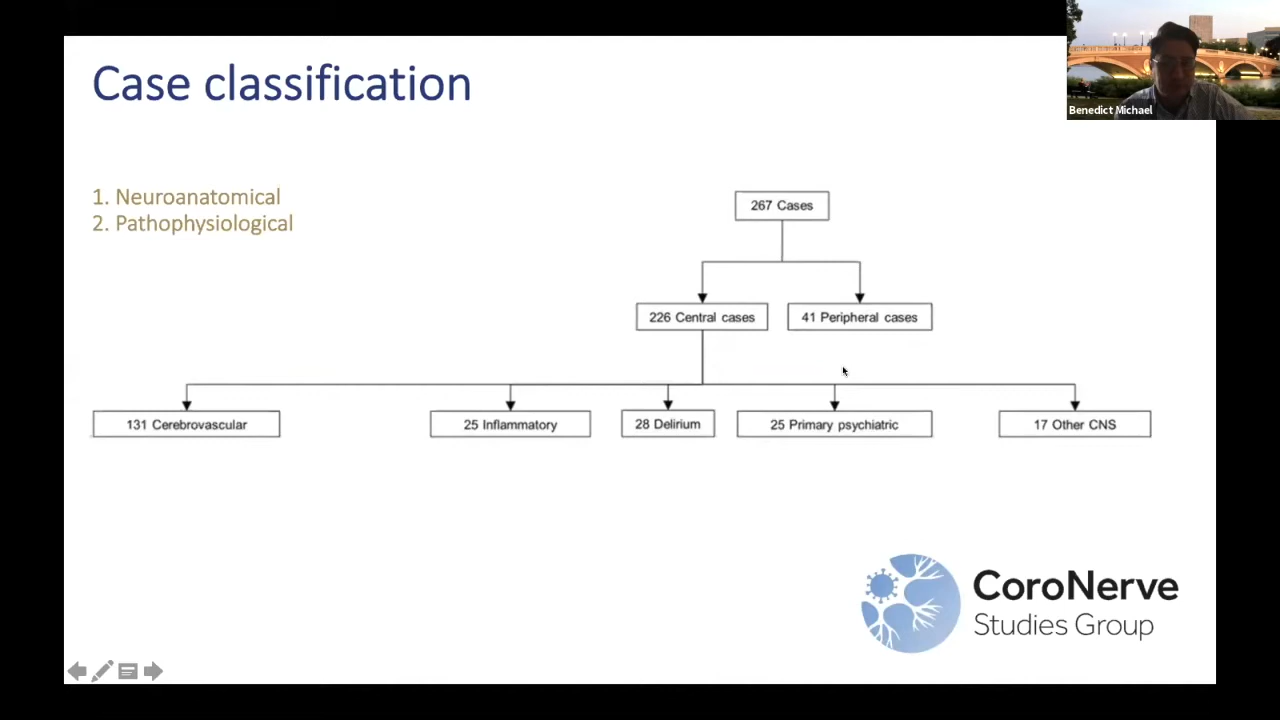 Case classification
Benedict Michael
1. Neuroanatomical
2. Pathophysiological
267 Cases
226 Central cases
41 Peripheral cases
131 Cerebrovascular
25 Inflammatory
28 Delirium
25 Primary psychiatric
17 Other CNS
CoroNerve
Studies Group